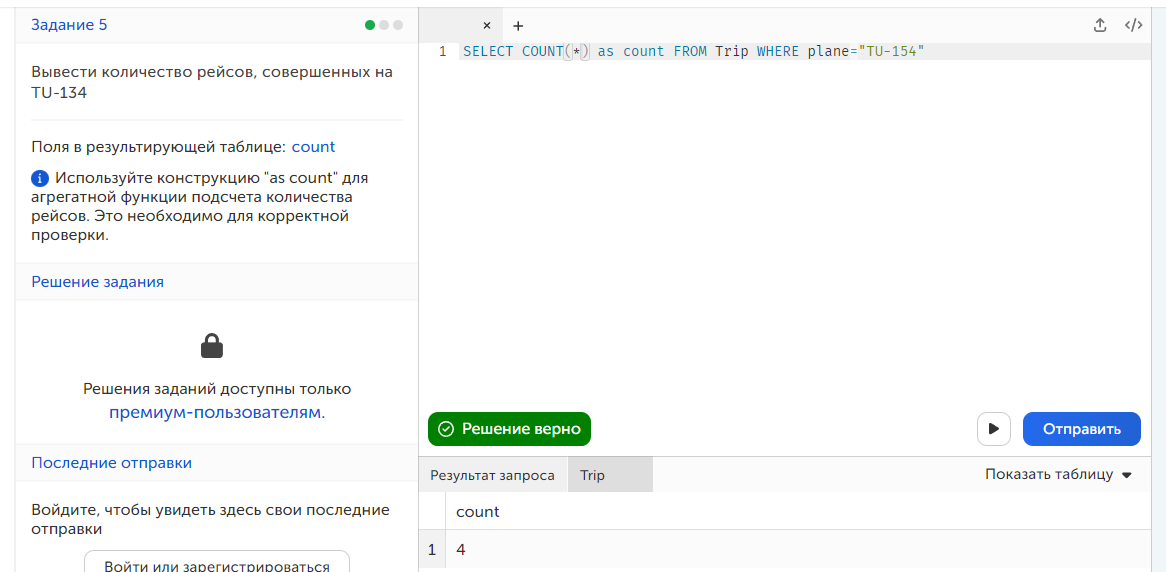 Задание 5
Вывести количество рейсов, совершенных на
TU-134
Поля в результирующей таблице: count
Используйте конструкцию "as count" для
агрегатной функции подсчета количества
рейсов. Это необходимо для корректной
проверки.
Решение задания
Решения заданий доступны только
премиум-пользователям.
Последние отправки
Войдите, чтобы увидеть здесь свои последние
отправки
Войти или зарегистрироваться
1 SELECT COUNT(*) as count FROM Trip WHERE plane="TU-154"
Решение верно
Отправить
Результат запроса Trip Показать таблицу
count
1 4